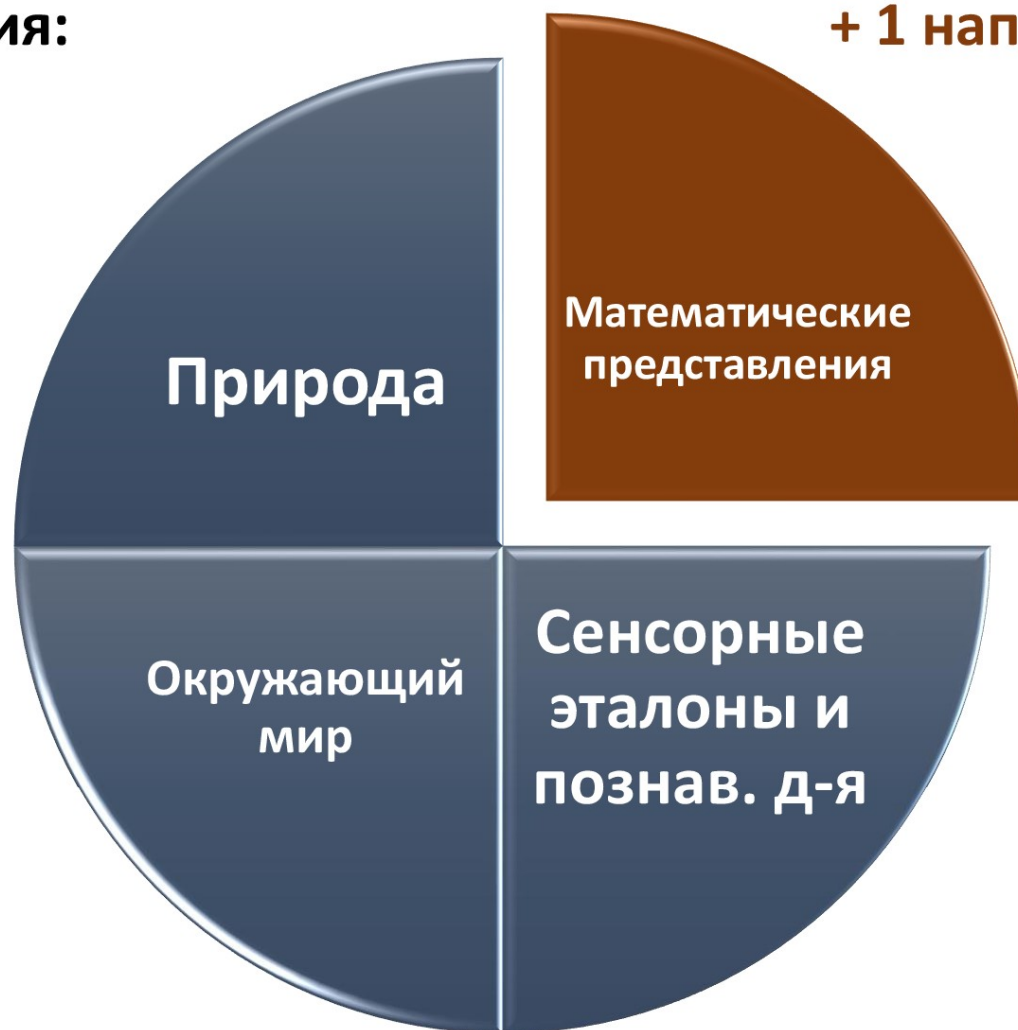 ия:
+ 1 нап
Математические
представления
Природа
Окружающий
мир
Сенсорные
эталоны и
познав. д-я